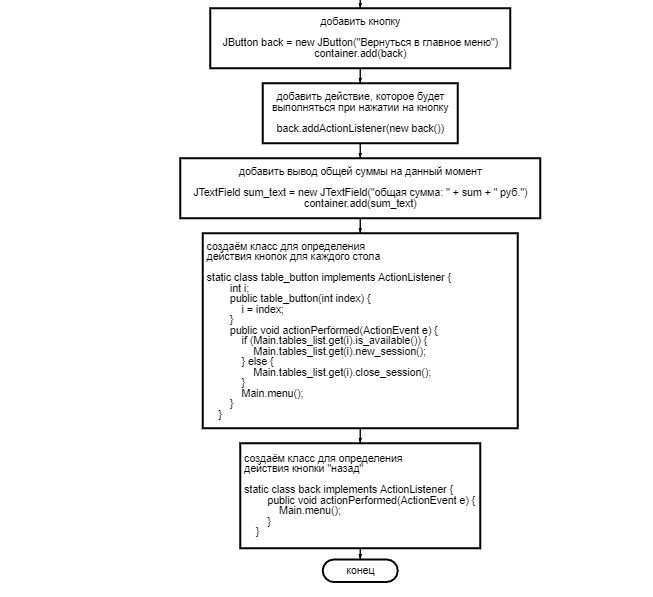 добавить кнопку
JButton back = new JButton("Вернуться в главное меню")
container.add(back)
добавить действие, которое будет
выполняться при нажатии на кнопку
back.addActionListener(new back())
добавить вывод общей суммы на данный момент
JTextField sum_text = new JTextField("общая сумма: " + sum + " руб.")
container.add(sum_text)
создаём класс для определения
действия кнопок для каждого стола
static class table_button implements ActionListener {
int i;
public table_button(int index) {
i = index;
}
public void actionPerformed(ActionEvent e) {
if (Main.tables_list.get(i).is_available()) {
Main.tables_list.get(i).new_session();
} else {
Main.tables_list.get(i).close_session();
}
Main.menu();
}
}
создаём класс для определения
действия кнопки "назад"
static class back implements ActionListener {
public void actionPerformed(ActionEvent e) {
Main.menu();
}
}
конец